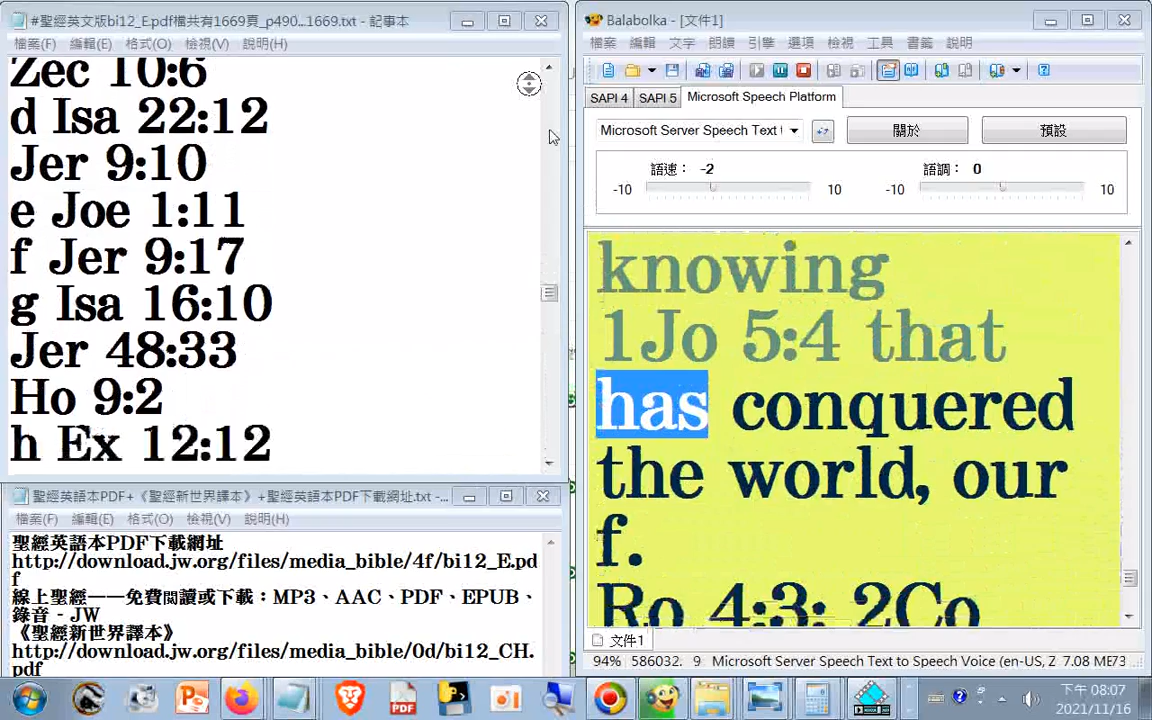 #聖經英文版bi12_E.pdf檔共有1669頁_p490...1669.txt - 記事本
檔案(F) 編輯(E) 格式(O) 檢視(V) 說明(H)
Zec 10:6
d Isa 22:12
Jer 9:10
e Joe 1:11
f Jer 9:17
g Isa 16:10
Jer 48:33
Ho 9:2
h Ex 12:12
聖經英語本PDF+《聖經新世界譯本》+聖經英語本PDF下載網址.txt -...
檔案(F) 編輯(E) 格式(O) 檢視(V) 說明(H)
聖經英語本PDF下載網址
http://download.jw.org/files/media_bible/4f/bi12_E.pd
f
線上聖經——免費閱讀或下載：MP3、AAC、PDF、EPUB、
錄音 - JW
《聖經新世界譯本》
http://download.jw.org/files/media_bible/0d/bi12_CH.
pdf
Balabolka - [文件1]
檔案 編輯 文字 朗讀 引擎 選項 檢視 工具 書籤 說明
SAPI 4 SAPI 5 Microsoft Speech Platform
Microsoft Server Speech Text 關於 預設
語速： -2 語調： 0
-10 10 -10 10
knowing
1Jo 5:4 that
has conquered
the world, our
f.
Ro 4:3; 2Co
文件1
94% 586032. 9 Microsoft Server Speech Text to Speech Voice (en-US, Z 7.08 ME73
PDF
下午 08:07
2021/11/16